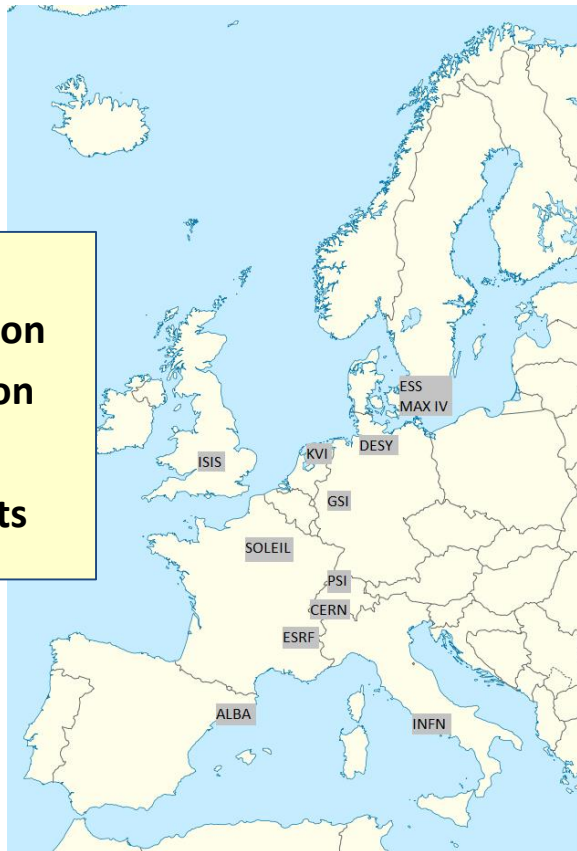 on
on
ts
ESS
MAX IV
DESY
KVI
ISIS
GSI
SOLEIL
PSI
CERN
ESRF
ALBA
INFN